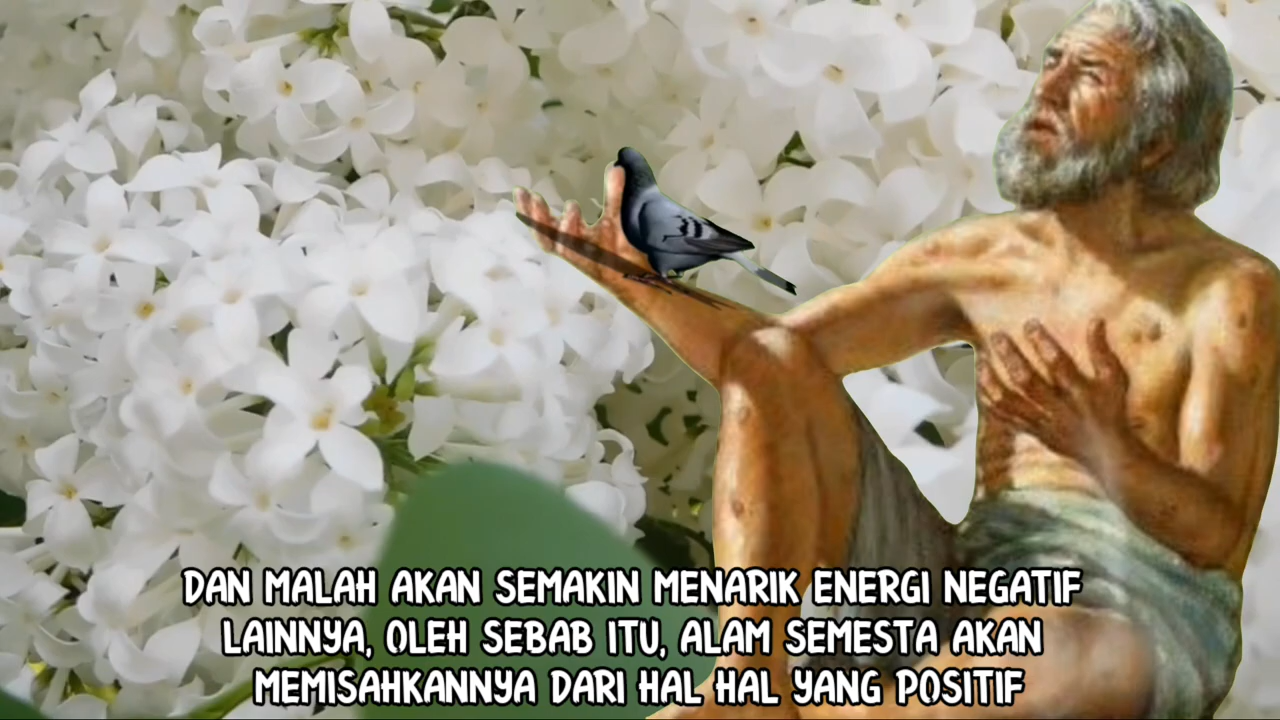 DAN MALAH AKAN SEMAKIN MENARIK ENERGI NEGATIF
LAINNYA, OLEH SEBAB ITU, ALAM SEMESTA AKAN
MEMISAHKANNYA DARI HAL HAL YANG POSITIF